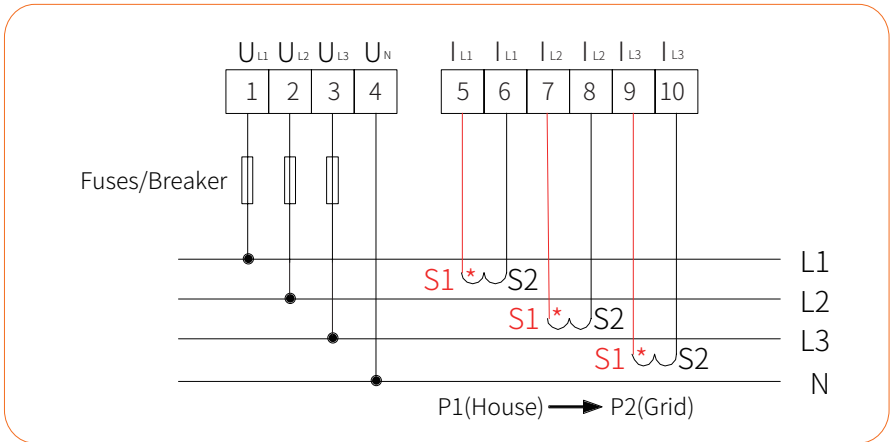 UL1 UL2 UL3 UN IL1 IL1 IL2 IL2 IL3 IL3
1 2 3 4 5 6 7 8 9 10
Fuses/Breaker
L1
S1 * S2
L2
S1 * S2
L3
S1 * S2
N
P1(House) P2(Grid)